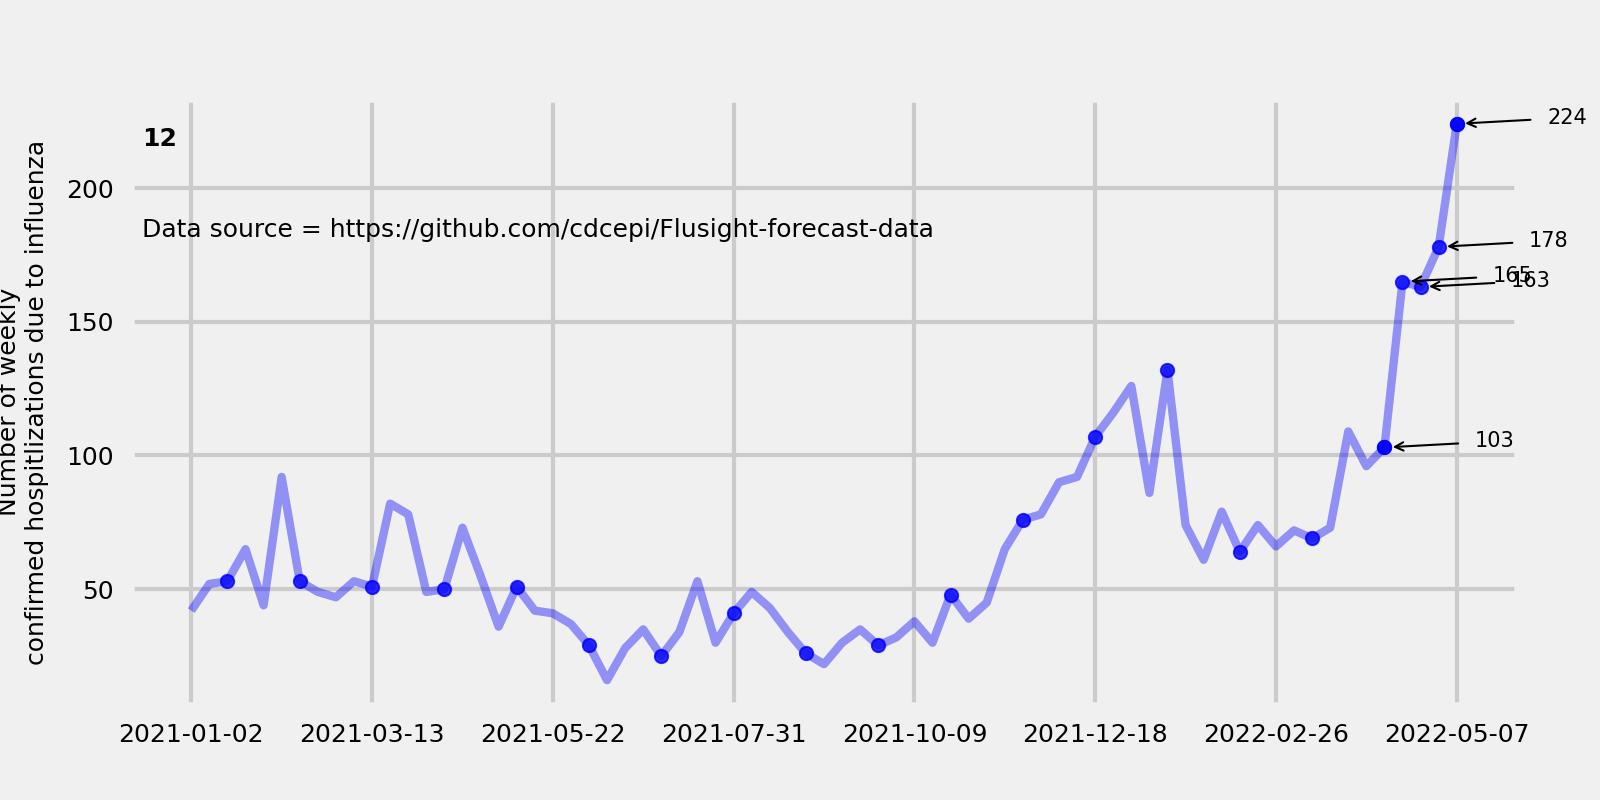 12
Data source = https://github.com/cdcepi/Flusight-forecast-data
Number of weekly
confirmed hospitilizations due to influenza
200
150
100
50
224
178
165
163
103
2021-01-02 2021-03-13 2021-05-22 2021-07-31 2021-10-09 2021-12-18 2022-02-26 2022-05-07